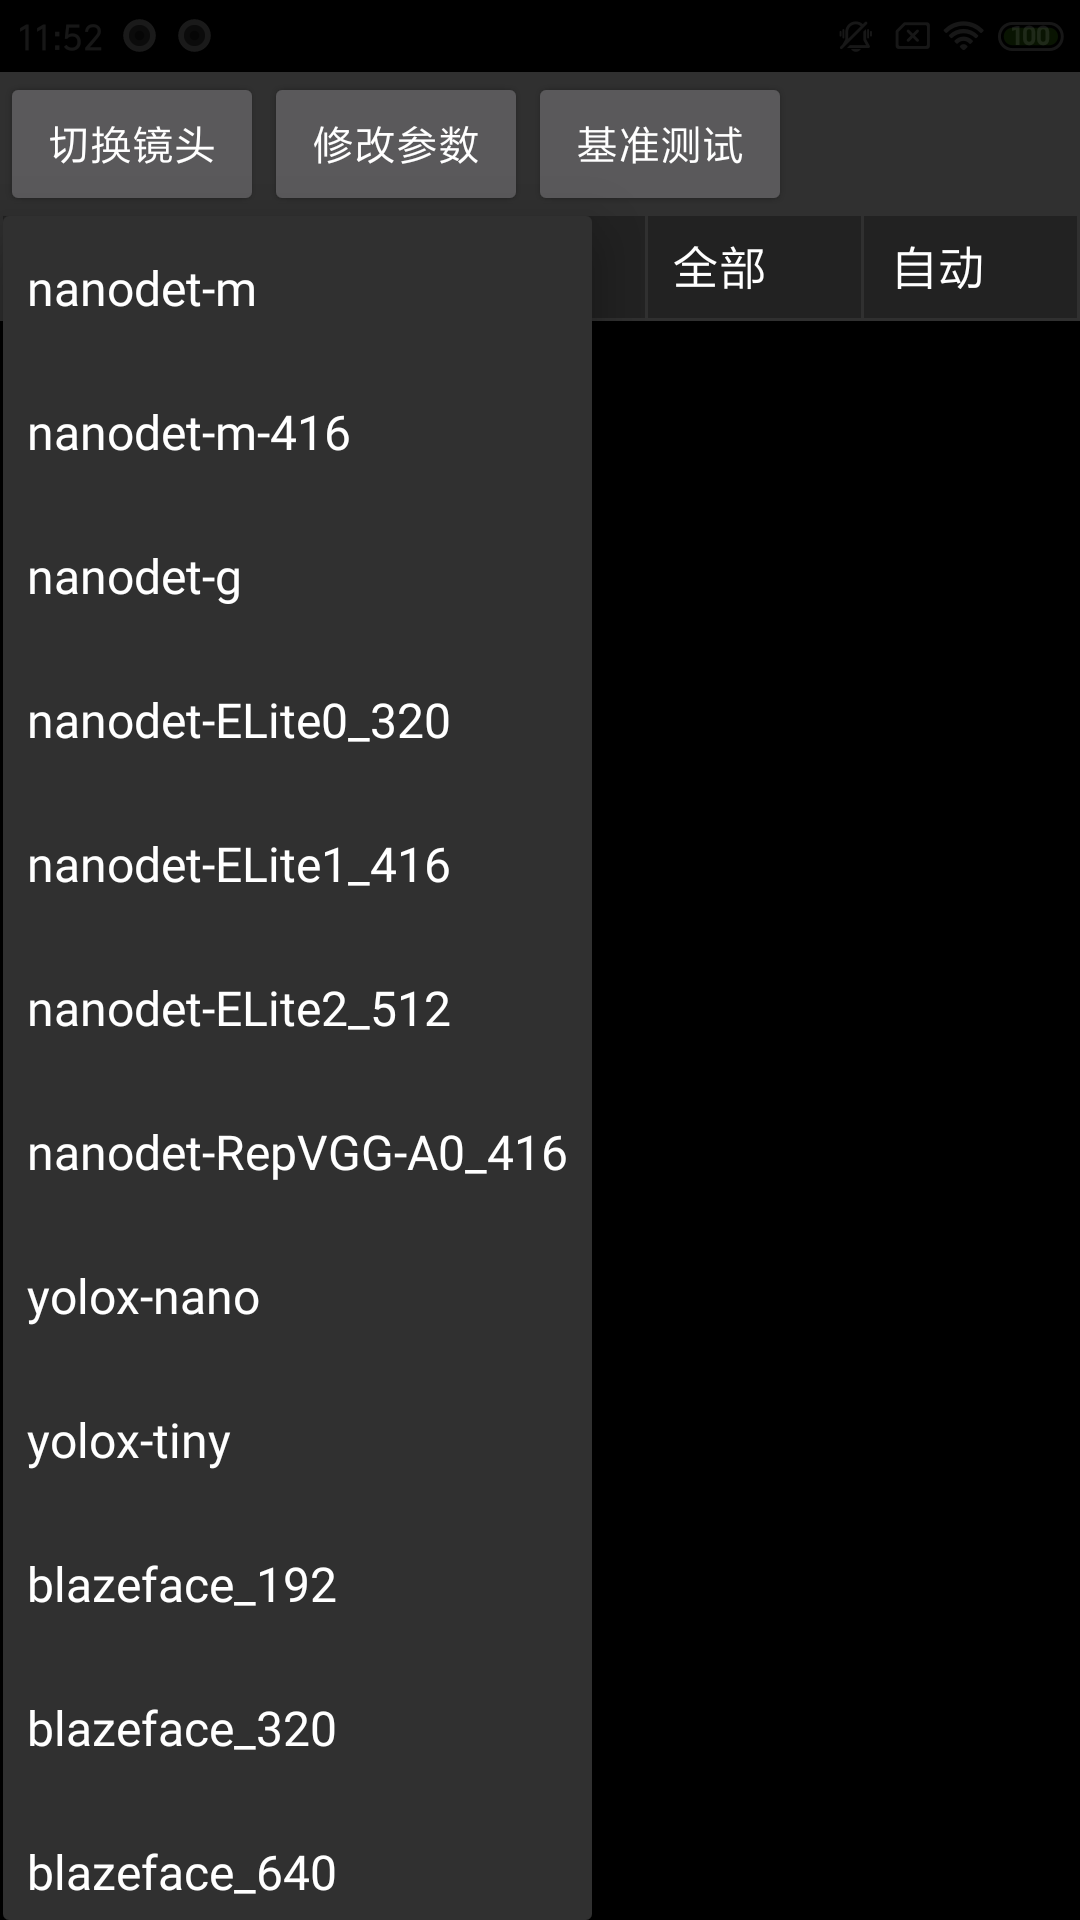 11:52 100
切换镜头 修改参数 基准测试
全部 自动
nanodet-m
nanodet-m-416
nanodet-g
nanodet-ELite0_320
nanodet-ELite1_416
nanodet-ELite2_512
nanodet-RepVGG-A0_416
yolox-nano
yolox-tiny
blazeface_192
blazeface_320
blazeface_640